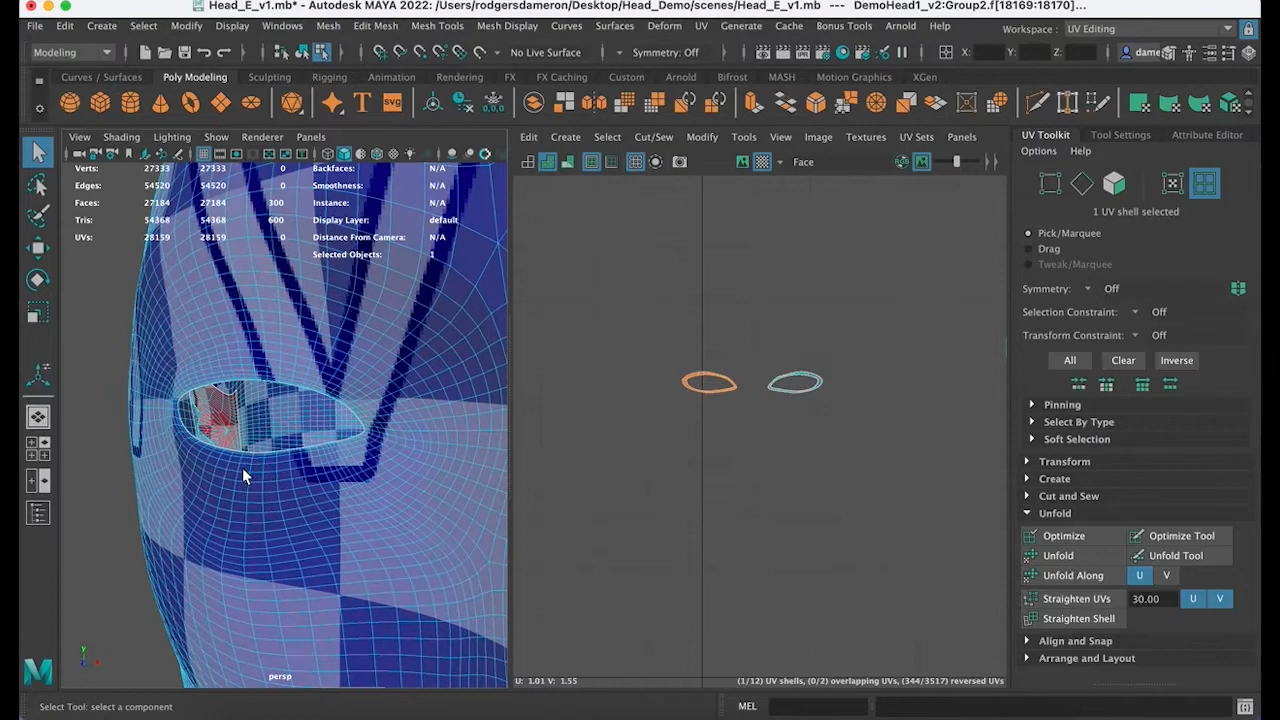 Head_E_v1.mb* - Autodesk MAYA 2022: /Users/rodgersdameron/Desktop/Head_Demo/scenes/Head_E_v1.mb --- DemoHead1_v2:Group2.f[18169:18170]...
File Edit Create Select Modify Display Windows Mesh Edit Mesh Mesh Tools Mesh Display Curves Surfaces Deform UV Generate Cache Bonus Tools Arnold Help
Workspace : UV Editing
Modeling
No Live Surface
Symmetry: Off
X:
Y:
Z:
dame
Curves / Surfaces Poly Modeling Sculpting Rigging Animation Rendering FX FX Caching Custom Arnold Bifrost MASH Motion Graphics XGen
svg
0,0,0
View Shading Lighting Show Renderer Panels
Edit Create Select Cut/Sew Modify Tools View Image Textures UV Sets Panels
UV Toolkit Tool Settings Attribute Editor
Options Help
Face
RGB
Verts: 27333 27333 0
Edges: 54520 54520 0
Faces: 27184 27184 300
Tris: 54368 54368 600
UVs: 28159 28159 0
Backfaces: N/A
Smoothness: N/A
Instance: N/A
Display Layer: default
Distance From Camera: N/A
Selected Objects: 1
1 UV shell selected
Pick/Marquee
Drag
Tweak/Marquee
Symmetry: Off
Selection Constraint: Off
Transform Constraint: Off
All Clear Inverse
Pinning
Select By Type
Soft Selection
Transform
Create
Cut and Sew
Unfold
Optimize Optimize Tool
Unfold Unfold Tool
Unfold Along U V
Straighten UVs 30.00 U V
Straighten Shell
Align and Snap
Arrange and Layout
y
persp
U: 1.01 V: 1.55
(1/12) UV shells, (0/2) overlapping UVs, (344/3517) reversed UVs
Select Tool: select a component
MEL